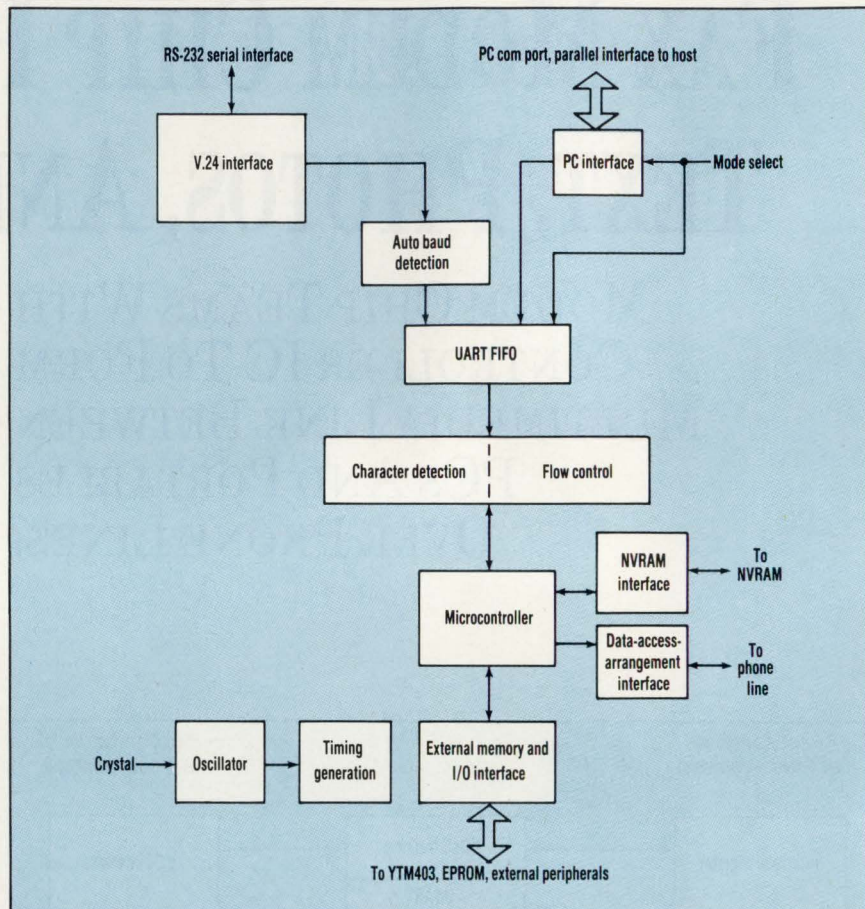 RS-232 serial interface
PC com port, parallel interface to host
V.24 interface
PC interface
Mode select
Auto baud
detection
UART FIFO
Character detection
Flow control
Microcontroller
NVRAM
interface
To
NVRAM
Data-access-
arrangement
interface
To
phone
line
Crystal
Oscillator
Timing
generation
External memory and
I/O interface
To YTM403, EPROM, external peripherals